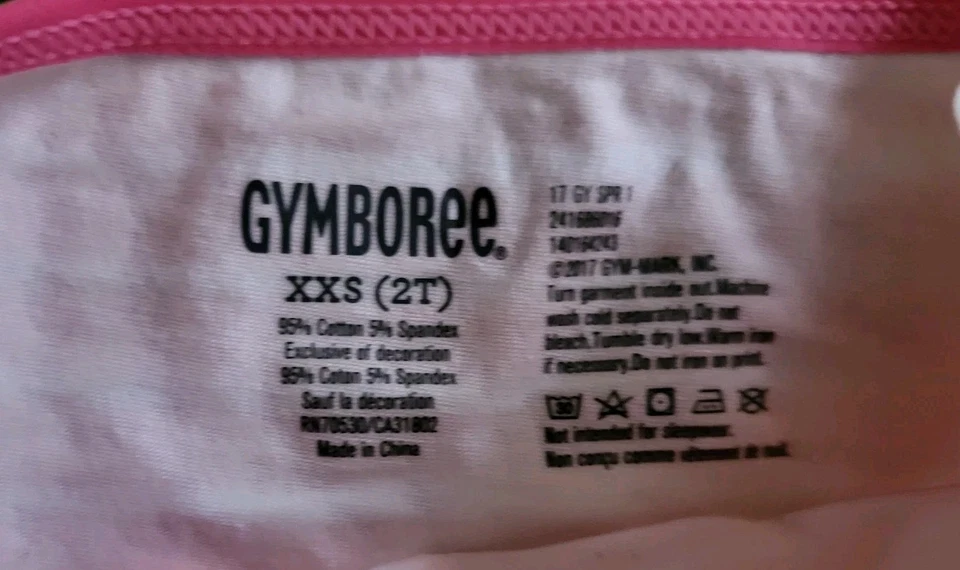 GYMBOREE®
XXS (2T)
95% Cotton 5% Spandex
Exclusive of decoration
95% Coton 5% Spandex
Sauf la décoration
RN70530/CA31802
Made in China
17 GY SPR 1
©2017 GYM-MARK, INC.
Turn garment inside out.Machine
wash cold separately.Do not
bleach.Tumble dry low.Warm iron
if necessary.Do not iron on print.
30
Not intended for sleepwear.
Non conçu comme vêtement de nuit.